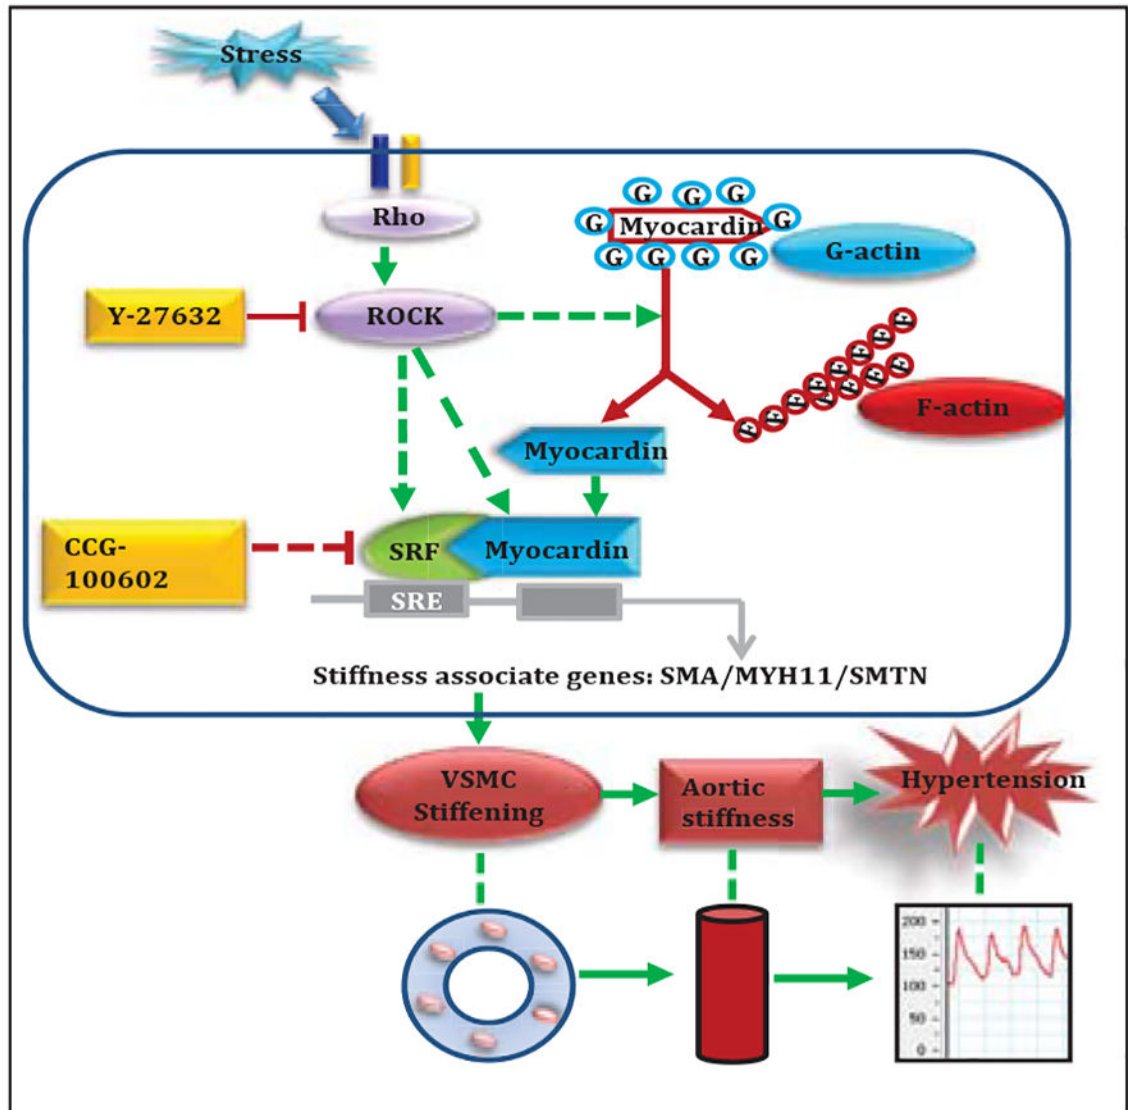 Stress
Rho
G G G
G Myocardin G
G G G G
G-actin
Y-27632
ROCK
F F F F F F F F
F F F
F-actin
Myocardin
CCG-
100602
SRF
Myocardin
SRE
Stiffness associate genes: SMA/MYH11/SMTN
VSMC
Stiffening
Aortic
stiffness
Hypertension
200
150
100
50
0